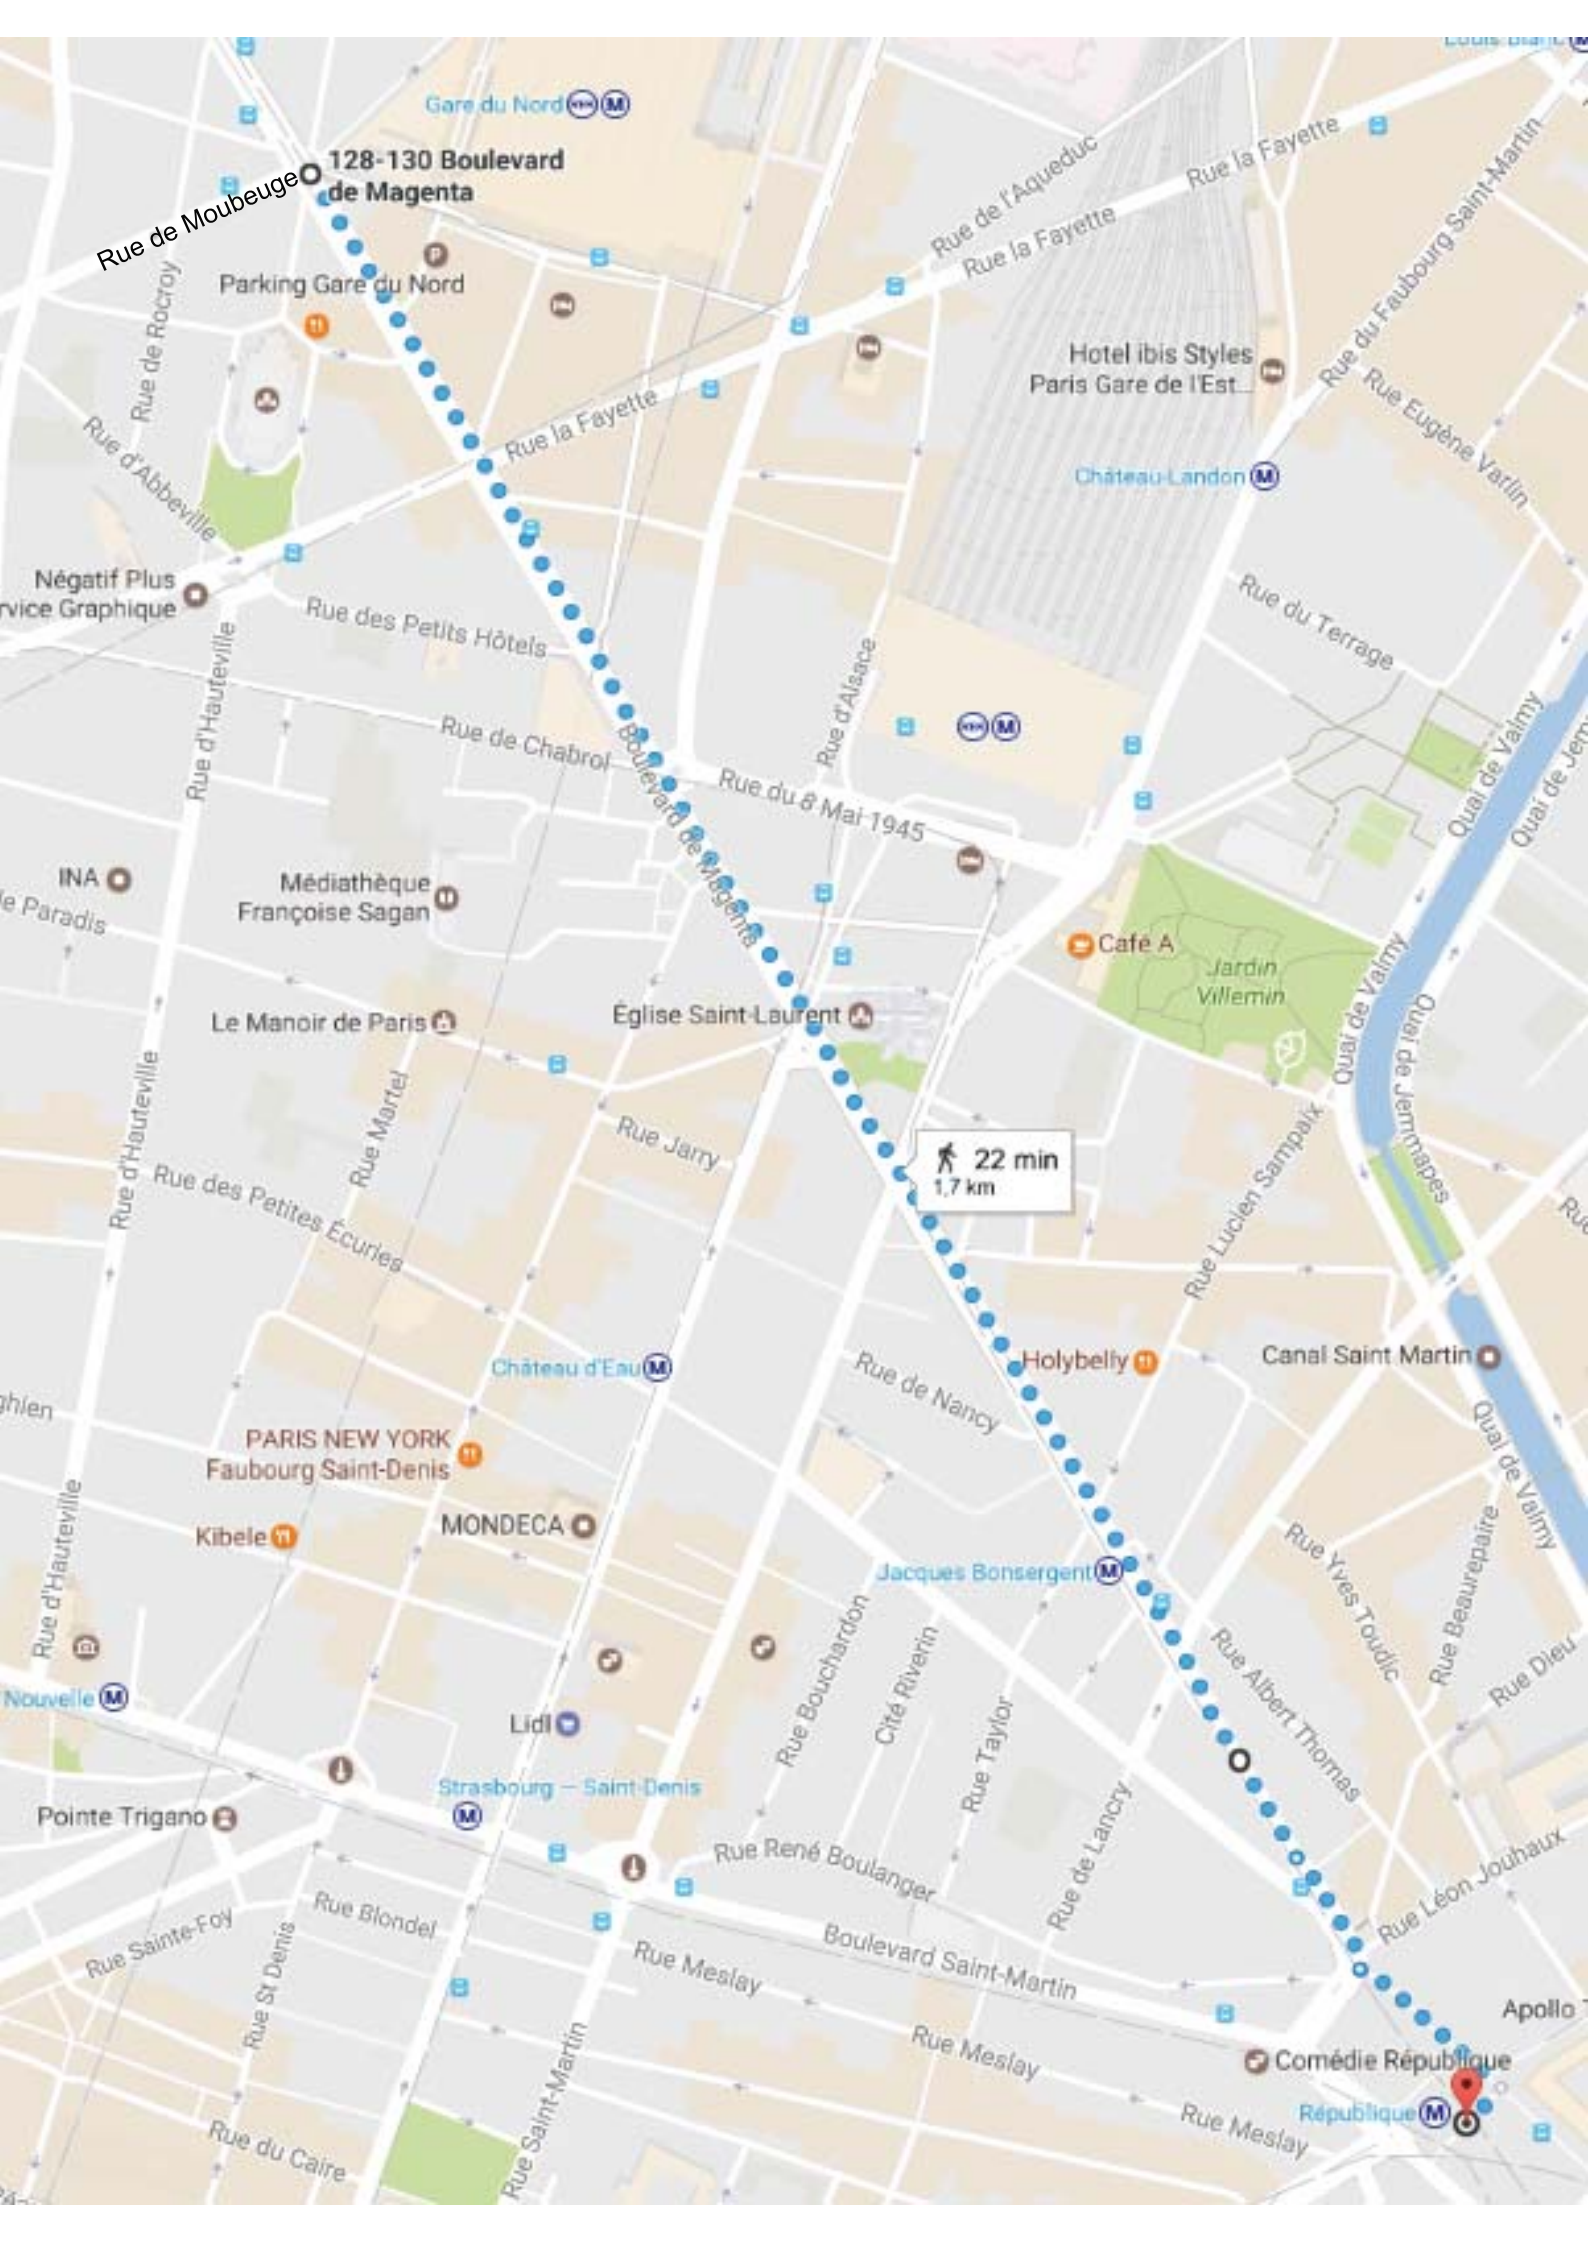 Louis Blanc
Gare du Nord
128-130 Boulevard
de Magenta
Rue de Moubeuge
Rue la Fayette
Rue de l'Aqueduc
Rue la Fayette
Rue du Faubourg Saint-Martin
Parking Gare du Nord
P
Rue de Rocroy
Hotel ibis Styles
Paris Gare de l'Est...
Rue la Fayette
Rue Eugène Varlin
Rue d'Abbeville
Château-Landon
Négatif Plus
rvice Graphique
Rue des Petits Hôtels
Rue du Terrage
Rue d'Hauteville
Rue d'Alsace
Rue de Chabrol
Boulevard de Magenta
Rue du 8 Mai 1945
Quai de Valmy
Quai de Jem
INA
Médiathèque
Françoise Sagan
le Paradis
Café A
Jardin
Villemin
Quai de Valmy
Quai de Jemmapes
Le Manoir de Paris
Église Saint-Laurent
Rue d'Hauteville
Rue Martel
Rue Jarry
22 min
1,7 km
Rue Lucien Sampaix
Rue des Petites Écuries
Château d'Eau
Holybelly
Canal Saint Martin
Rue de Nancy
ghien
PARIS NEW YORK
Faubourg Saint-Denis
Quai de Valmy
Kibele
MONDECA
Rue d'Hauteville
Jacques Bonsergent
Rue Yves Toudic
Rue Beaurepaire
Rue Bouchardon
Cité Riverin
Rue Taylor
Rue Albert Thomas
Rue Dieu
Nouvelle
Lidl
Strasbourg – Saint-Denis
Pointe Trigano
Rue René Boulanger
Rue de Lancry
Rue Léon Jouhaux
Rue Sainte-Foy
Rue Blondel
Rue St Denis
Rue Meslay
Boulevard Saint-Martin
Apollo
Rue Meslay
Comédie République
République
Rue Meslay
Rue du Caire
Rue Saint-Martin